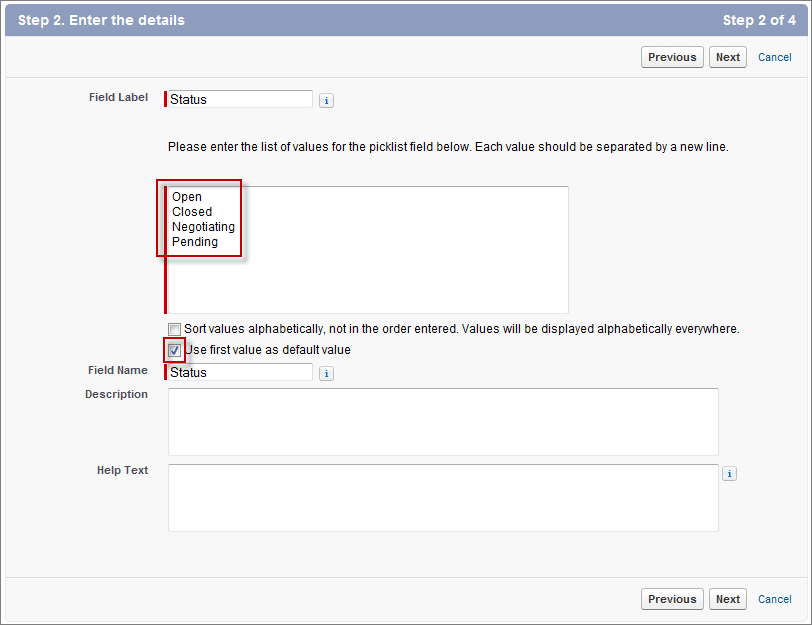 Step 2. Enter the details Step 2 of 4
Previous Next Cancel
Field Label Status i
Please enter the list of values for the picklist field below. Each value should be separated by a new line.
Open
Closed
Negotiating
Pending
Sort values alphabetically, not in the order entered. Values will be displayed alphabetically everywhere.
Use first value as default value
Field Name Status i
Description
Help Text i
Previous Next Cancel